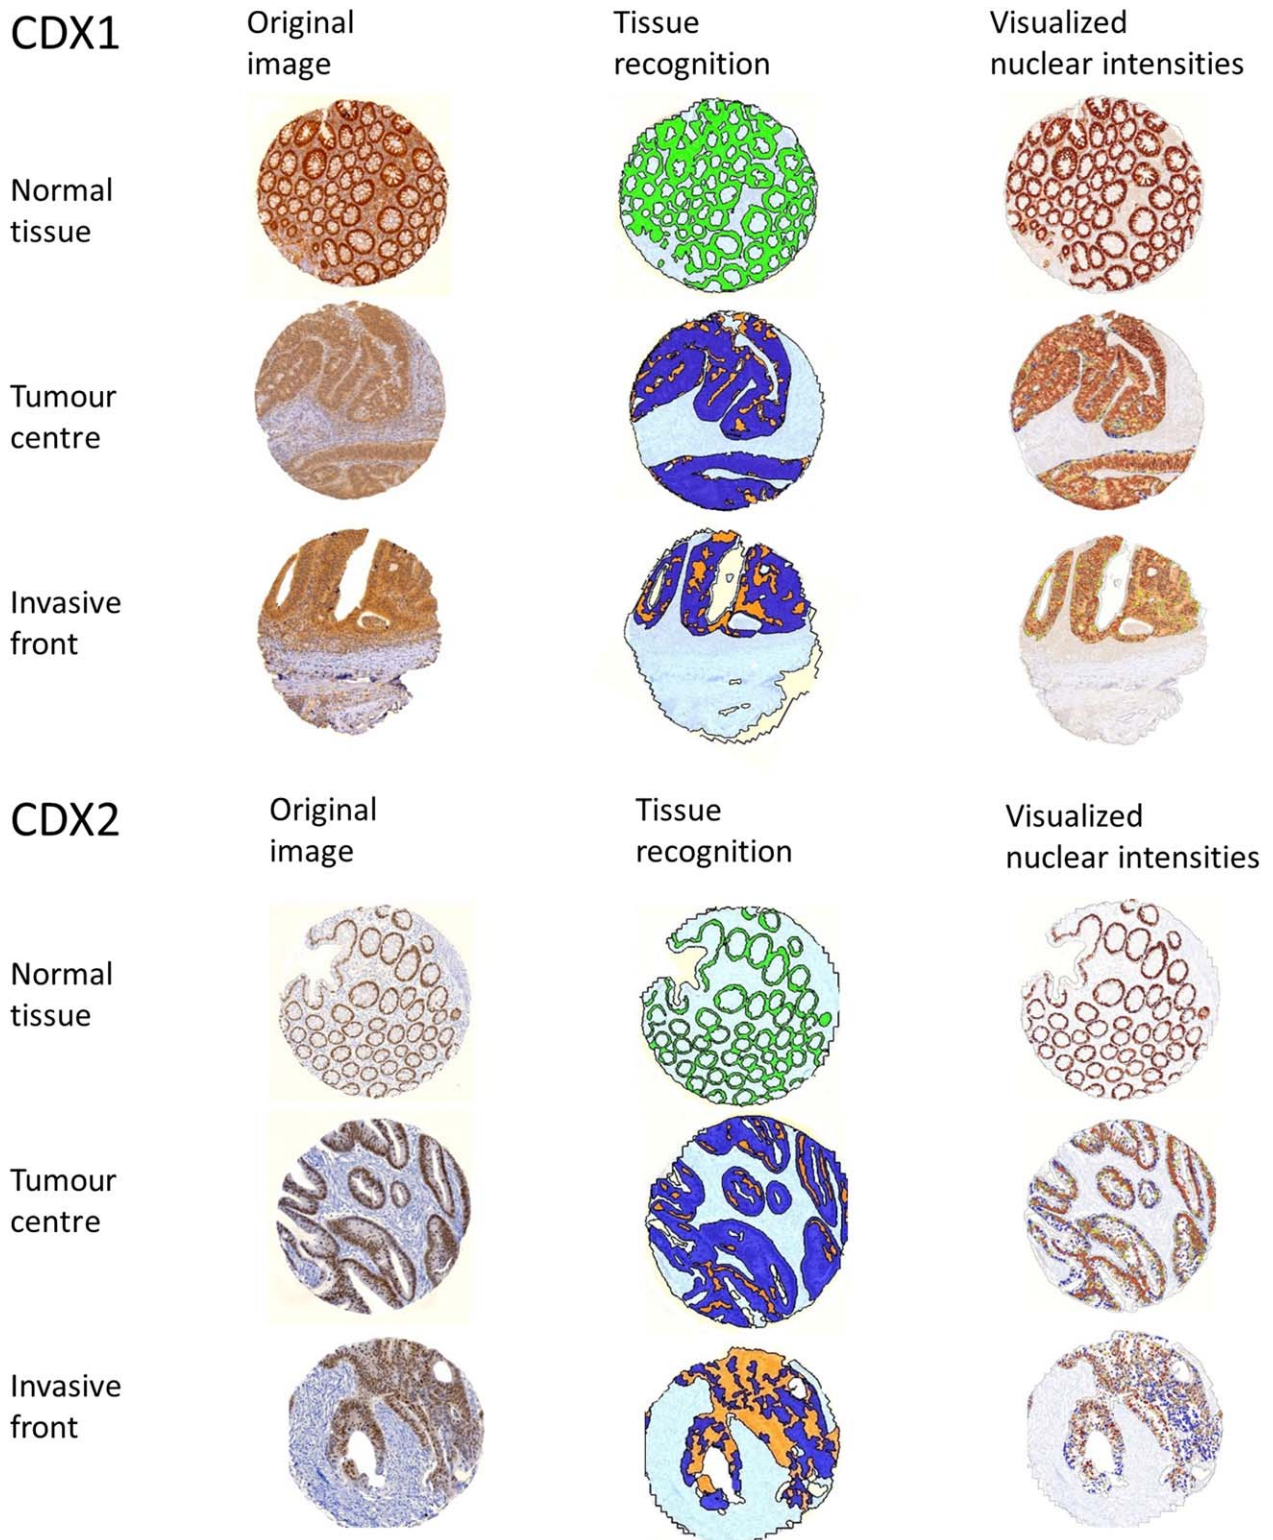 CDX1
Original
image
Tissue
recognition
Visualized
nuclear intensities
Normal
tissue
Tumour
centre
Invasive
front
CDX2
Original
image
Tissue
recognition
Visualized
nuclear intensities
Normal
tissue
Tumour
centre
Invasive
front